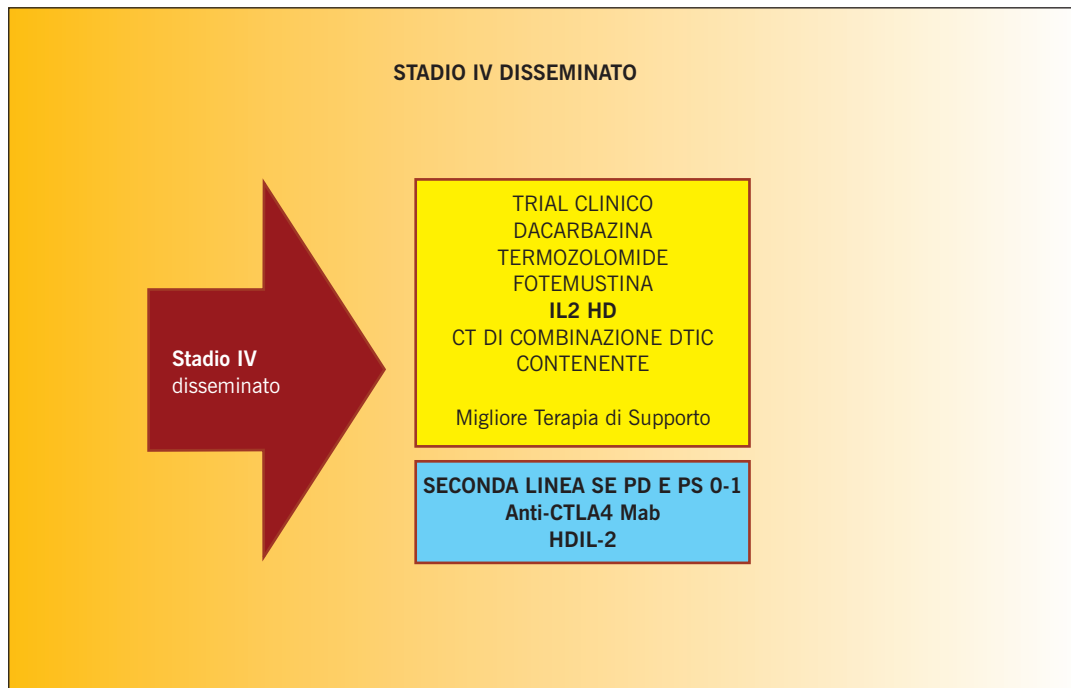 STADIO IV DISSEMINATO
Stadio IV
disseminato
TRIAL CLINICO
DACARBAZINA
TERMOZOLOMIDE
FOTEMUSTINA
IL2 HD
CT DI COMBINAZIONE DTIC
CONTENENTE
Migliore Terapia di Supporto
SECONDA LINEA SE PD E PS 0-1
Anti-CTLA4 Mab
HDIL-2